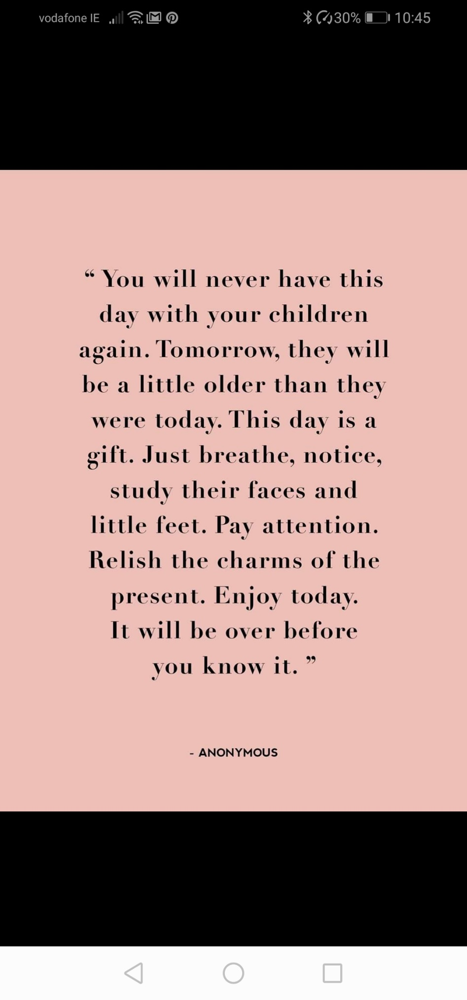 vodafone IE 30% 10:45
“ You will never have this
day with your children
again. Tomorrow, they will
be a little older than they
were today. This day is a
gift. Just breathe, notice,
study their faces and
little feet. Pay attention.
Relish the charms of the
present. Enjoy today.
It will be over before
you know it. ”
- ANONYMOUS